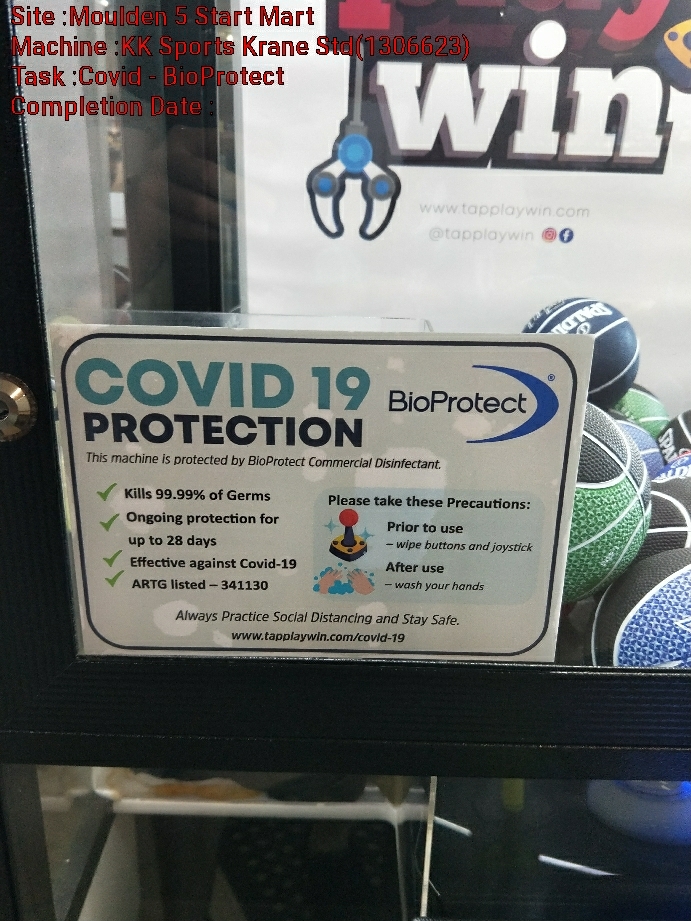 Site :Moulden 5 Start Mart
Machine :KK Sports Krane Std(1306623)
Task :Covid - BioProtect
Completion Date :
win
www.tapplaywin.com
@tapplaywin
COVID 19
PROTECTION
BioProtect®
This machine is protected by BioProtect Commercial Disinfectant.
Kills 99.99% of Germs
Ongoing protection for
up to 28 days
Effective against Covid-19
ARTG listed – 341130
Please take these Precautions:
Prior to use
– wipe buttons and joystick
After use
– wash your hands
Always Practice Social Distancing and Stay Safe.
www.tapplaywin.com/covid-19